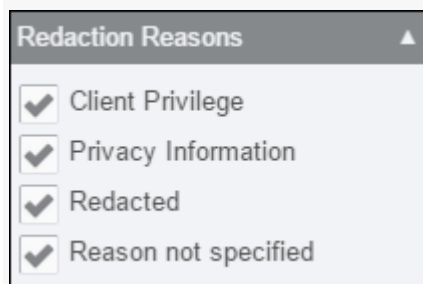 Redaction Reasons
Client Privilege
Privacy Information
Redacted
Reason not specified